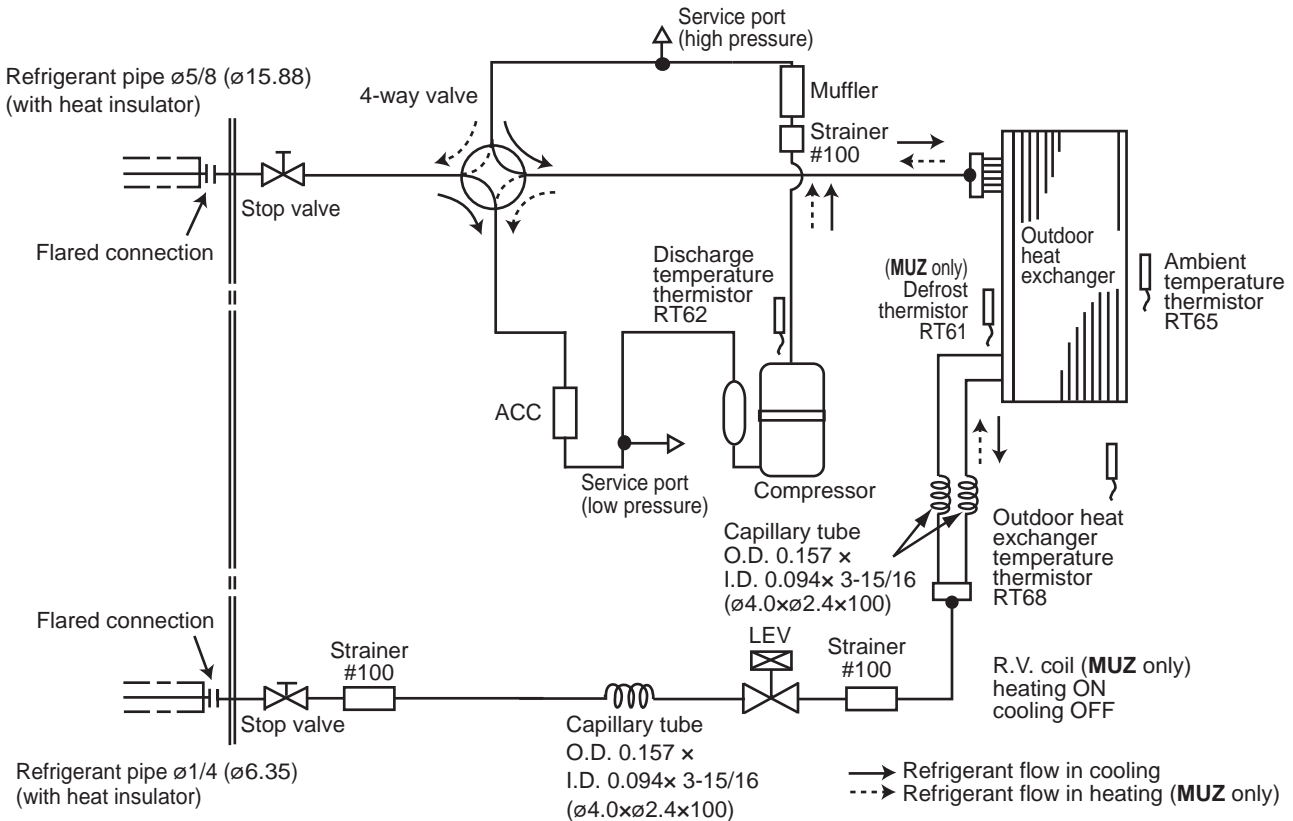 Service port
(high pressure)
Refrigerant pipe ø5/8 (ø15.88)
(with heat insulator)
4-way valve
Muffler
Strainer
#100
Stop valve
Flared connection
Discharge
temperature
thermistor
RT62
(MUZ only)
Defrost
thermistor
RT61
Outdoor
heat
exchanger
Ambient
temperature
thermistor
RT65
ACC
Service port
(low pressure)
Compressor
Capillary tube
O.D. 0.157 ×
I.D. 0.094× 3-15/16
(ø4.0×ø2.4×100)
Outdoor heat
exchanger
temperature
thermistor
RT68
Flared connection
Strainer
#100
LEV
Strainer
#100
R.V. coil (MUZ only)
heating ON
cooling OFF
Stop valve
Capillary tube
O.D. 0.157 ×
I.D. 0.094× 3-15/16
(ø4.0×ø2.4×100)
Refrigerant pipe ø1/4 (ø6.35)
(with heat insulator)
Refrigerant flow in cooling
Refrigerant flow in heating (MUZ only)